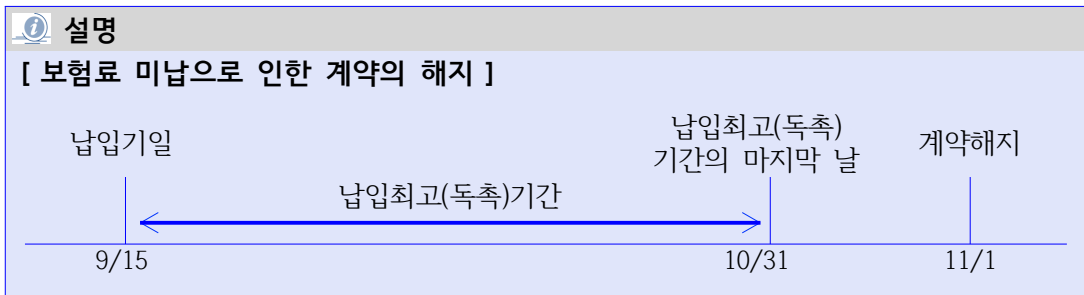 설명
[ 보험료 미납으로 인한 계약의 해지 ]
납입기일
납입최고(독촉)
기간의 마지막 날
계약해지
납입최고(독촉)기간
9/15
10/31
11/1